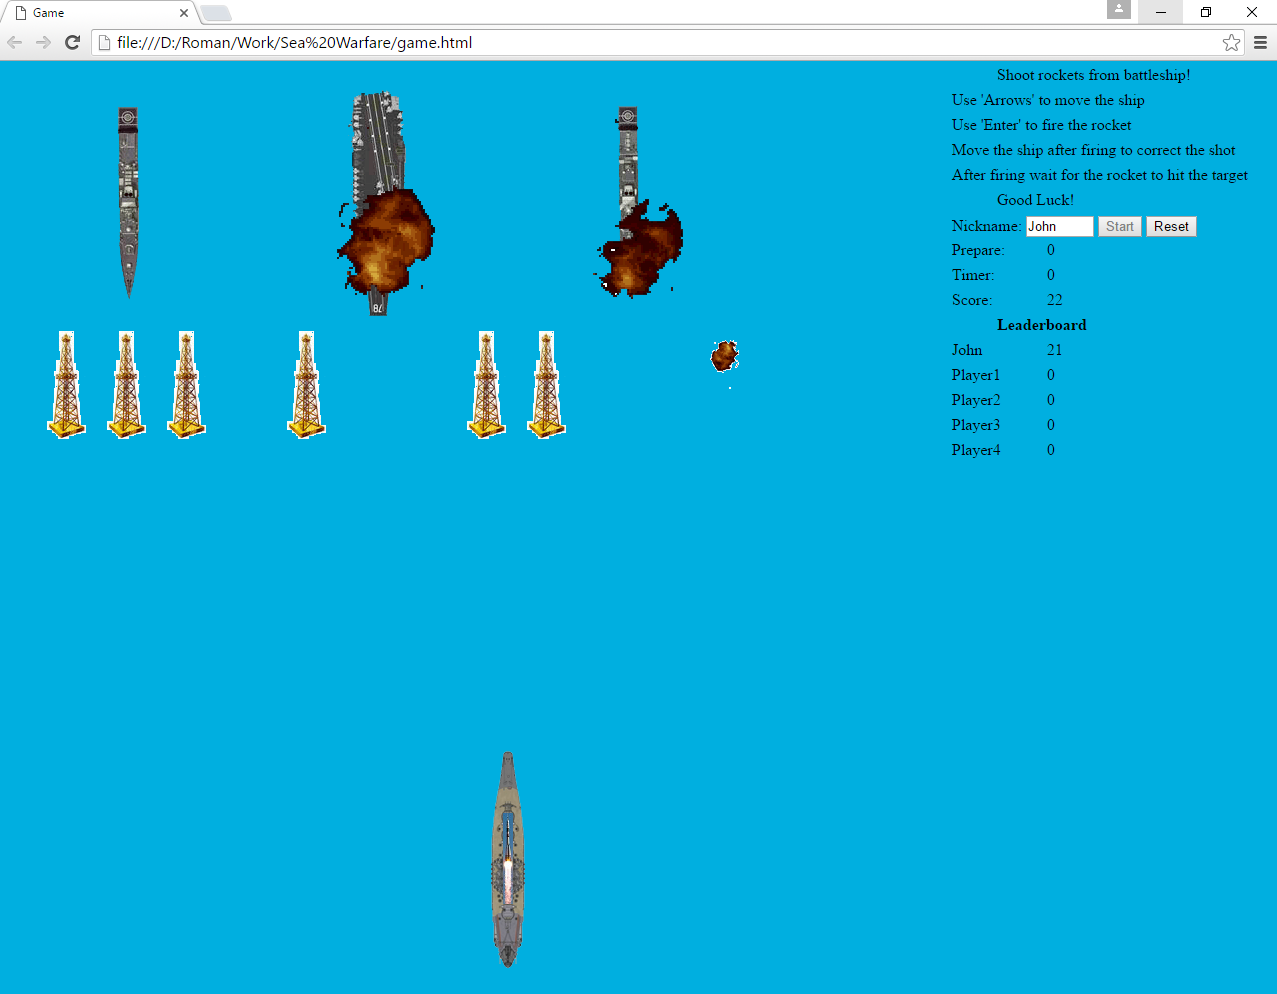 Game
file:///D:/Roman/Work/Sea%20Warfare/game.html
Shoot rockets from battleship!
Use 'Arrows' to move the ship
Use 'Enter' to fire the rocket
Move the ship after firing to correct the shot
After firing wait for the rocket to hit the target
Good Luck!
Nickname: John Start Reset
Prepare: 0
Timer: 0
Score: 22
Leaderboard
John 21
Player1 0
Player2 0
Player3 0
Player4 0
78